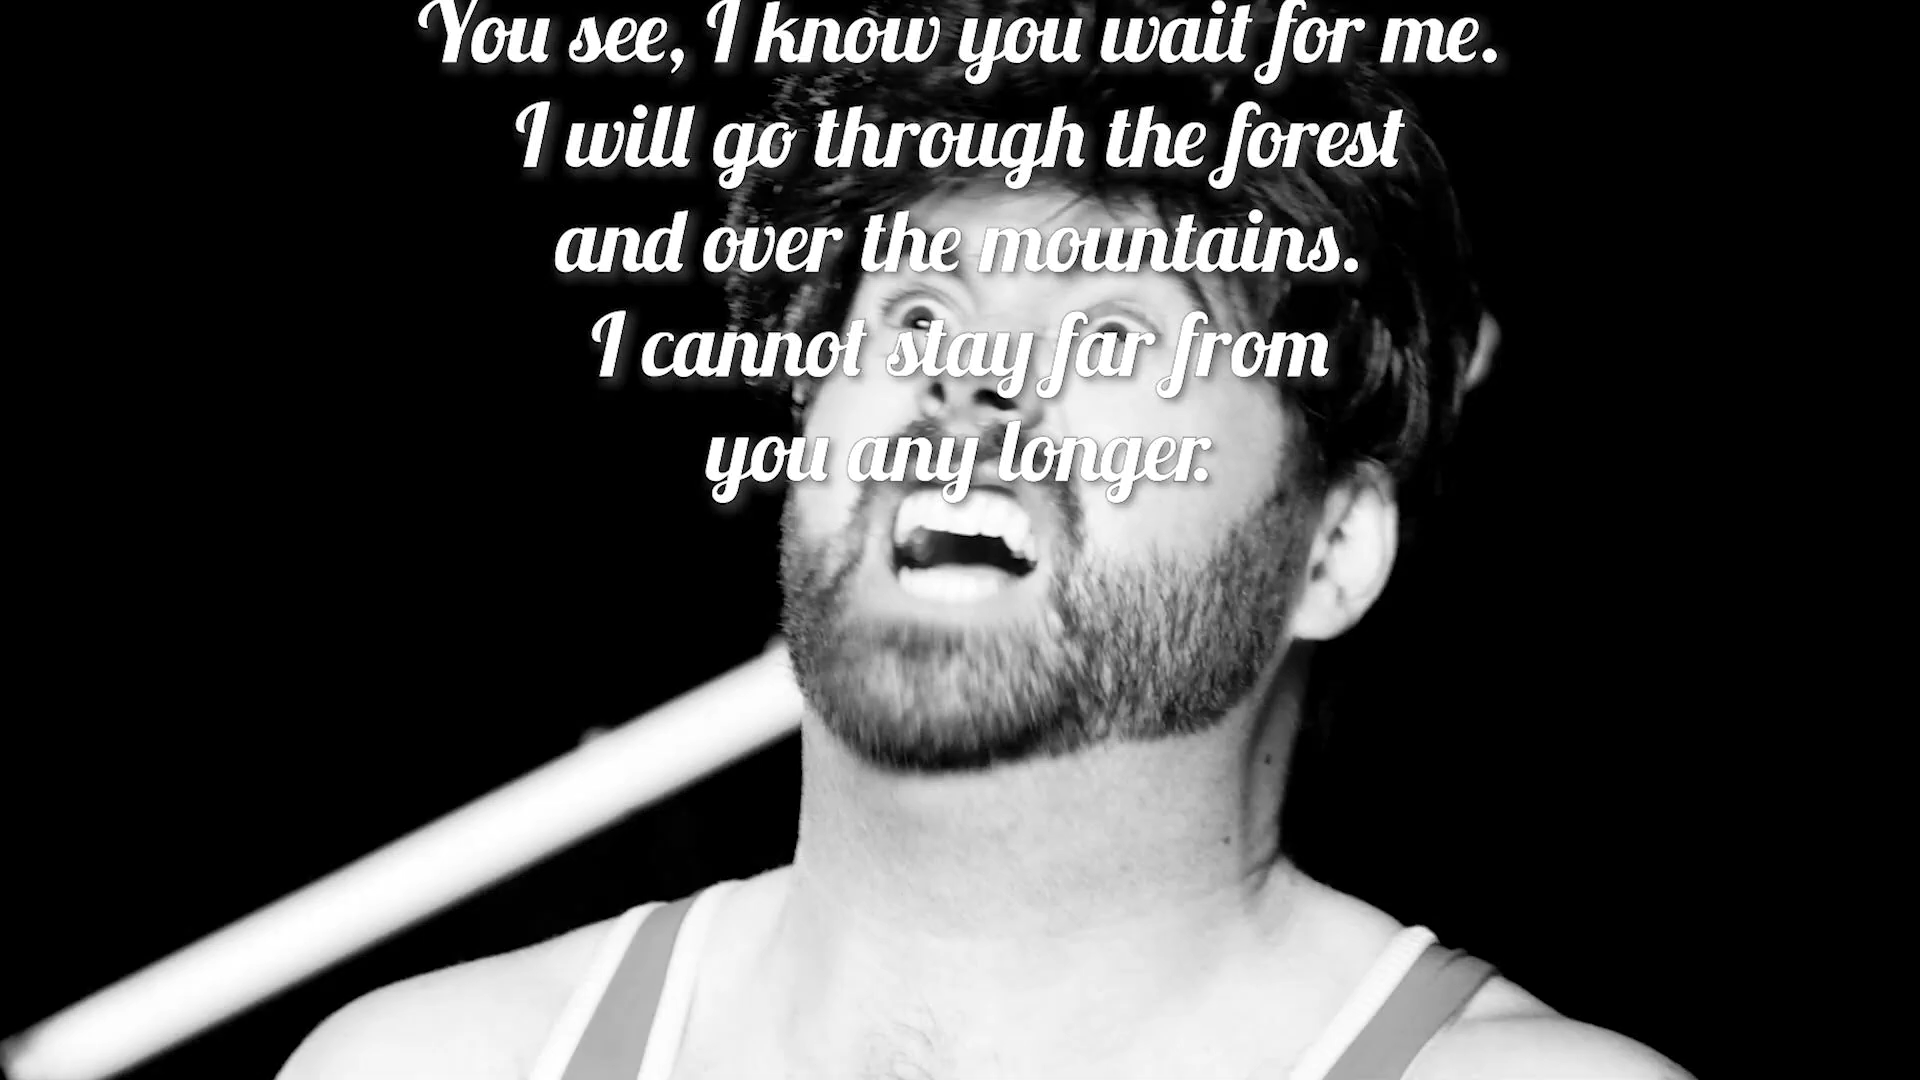 You see, I know you wait for me.
I will go through the forest
and over the mountains.
I cannot stay far from
you any longer.